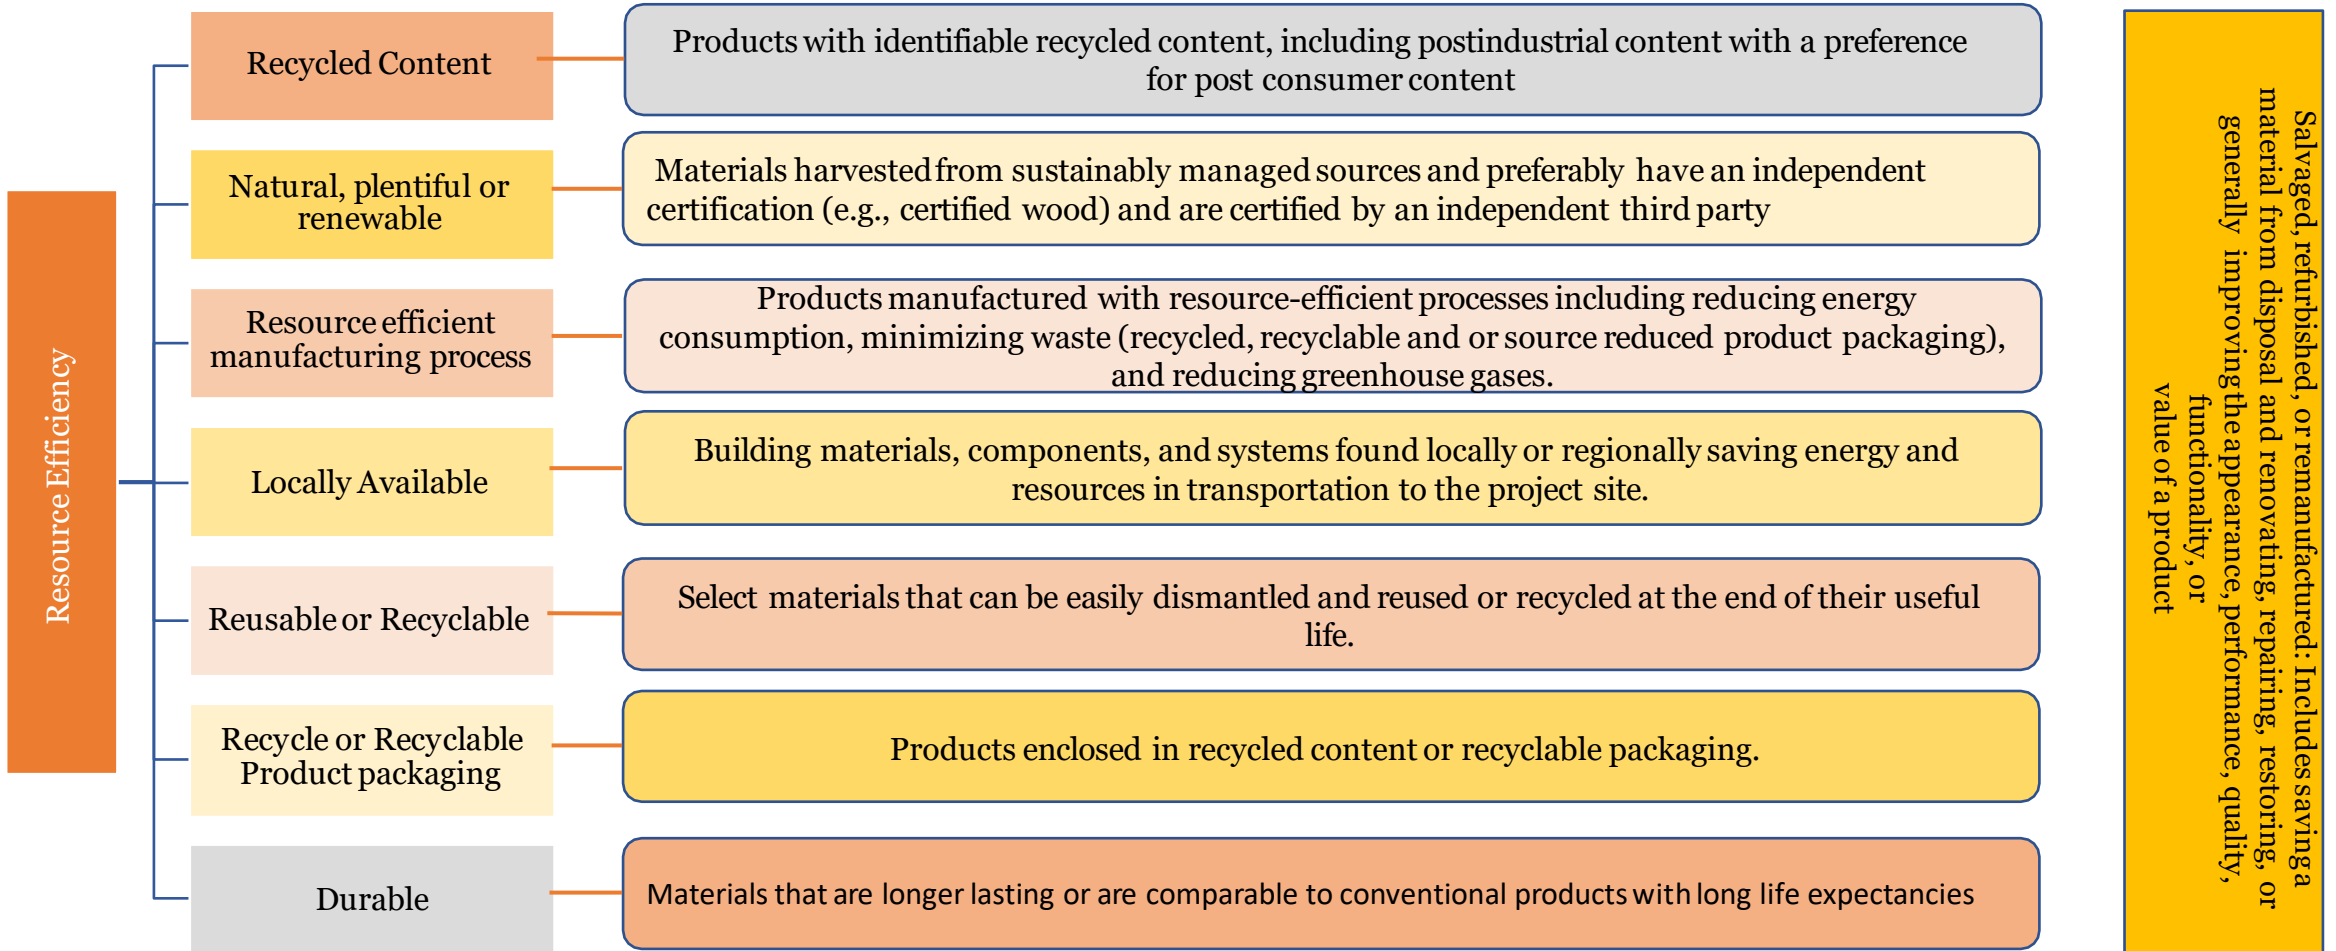 Resource Efficiency
Recycled Content
Products with identifiable recycled content, including postindustrial content with a preference
for post consumer content
Natural, plentiful or
renewable
Materials harvested from sustainably managed sources and preferably have an independent
certification (e.g., certified wood) and are certified by an independent third party
Resource efficient
manufacturing process
Products manufactured with resource-efficient processes including reducing energy
consumption, minimizing waste (recycled, recyclable and or source reduced product packaging),
and reducing greenhouse gases.
Locally Available
Building materials, components, and systems found locally or regionally saving energy and
resources in transportation to the project site.
Reusable or Recyclable
Select materials that can be easily dismantled and reused or recycled at the end of their useful
life.
Recycle or Recyclable
Product packaging
Products enclosed in recycled content or recyclable packaging.
Durable
Materials that are longer lasting or are comparable to conventional products with long life expectancies
Salvaged, refurbished, or remanufactured: Includes saving a
material from disposal and renovating, repairing, restoring, or
generally improving the appearance, performance, quality,
functionality, or
value of a product